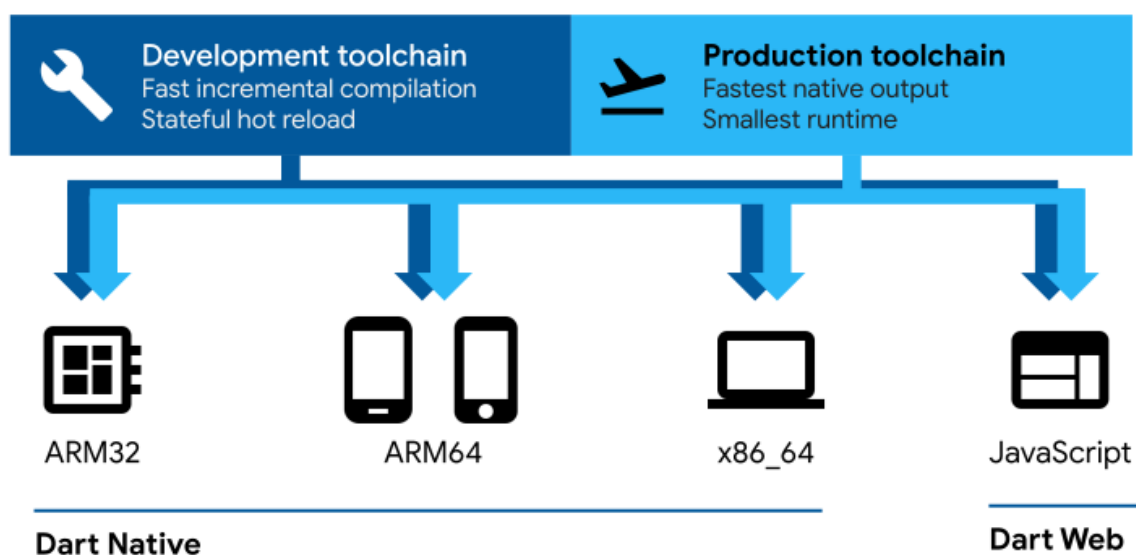 Development toolchain
Fast incremental compilation
Stateful hot reload
Production toolchain
Fastest native output
Smallest runtime
ARM32
ARM64
x86_64
JavaScript
Dart Native
Dart Web